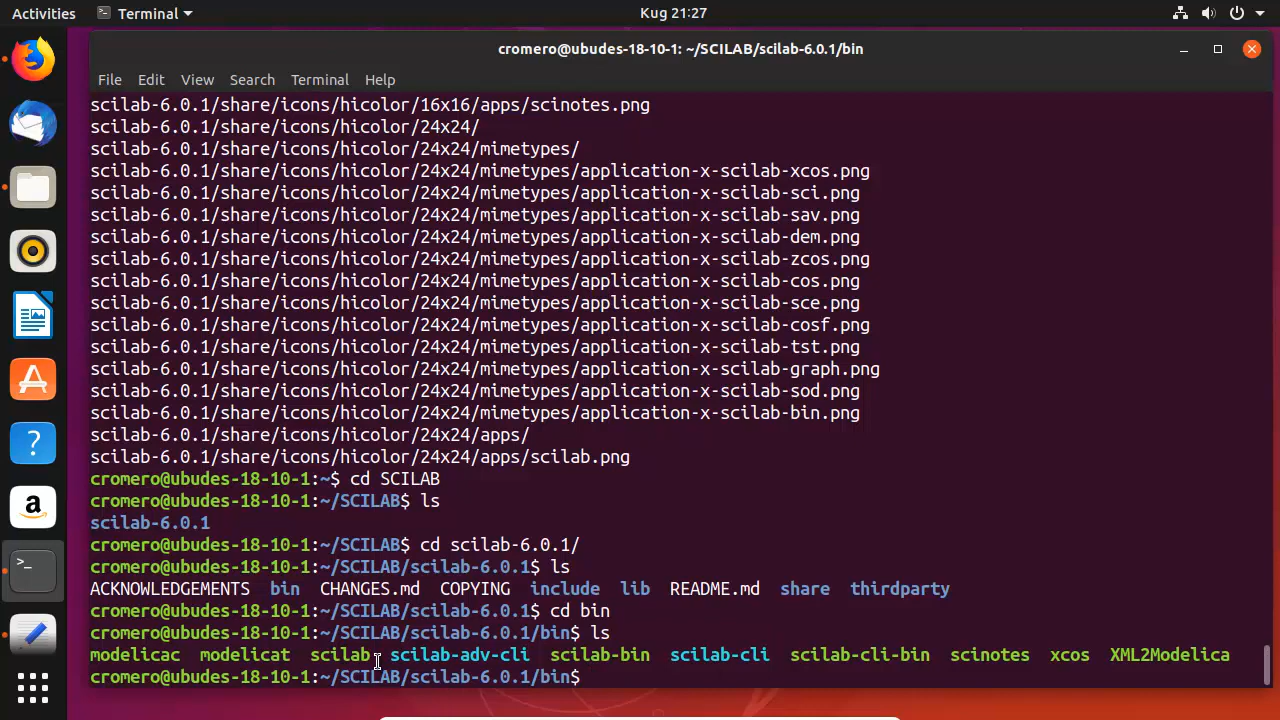 Activities Terminal Kug 21:27
cromero@ubudes-18-10-1: ~/SCILAB/scilab-6.0.1/bin
File Edit View Search Terminal Help
scilab-6.0.1/share/icons/hicolor/16x16/apps/scinotes.png
scilab-6.0.1/share/icons/hicolor/24x24/
scilab-6.0.1/share/icons/hicolor/24x24/mimetypes/
scilab-6.0.1/share/icons/hicolor/24x24/mimetypes/application-x-scilab-xcos.png
scilab-6.0.1/share/icons/hicolor/24x24/mimetypes/application-x-scilab-sci.png
scilab-6.0.1/share/icons/hicolor/24x24/mimetypes/application-x-scilab-sav.png
scilab-6.0.1/share/icons/hicolor/24x24/mimetypes/application-x-scilab-dem.png
scilab-6.0.1/share/icons/hicolor/24x24/mimetypes/application-x-scilab-zcos.png
scilab-6.0.1/share/icons/hicolor/24x24/mimetypes/application-x-scilab-cos.png
scilab-6.0.1/share/icons/hicolor/24x24/mimetypes/application-x-scilab-sce.png
scilab-6.0.1/share/icons/hicolor/24x24/mimetypes/application-x-scilab-cosf.png
scilab-6.0.1/share/icons/hicolor/24x24/mimetypes/application-x-scilab-tst.png
scilab-6.0.1/share/icons/hicolor/24x24/mimetypes/application-x-scilab-graph.png
scilab-6.0.1/share/icons/hicolor/24x24/mimetypes/application-x-scilab-sod.png
scilab-6.0.1/share/icons/hicolor/24x24/mimetypes/application-x-scilab-bin.png
scilab-6.0.1/share/icons/hicolor/24x24/apps/
scilab-6.0.1/share/icons/hicolor/24x24/apps/scilab.png
cromero@ubudes-18-10-1:~$ cd SCILAB
cromero@ubudes-18-10-1:~/SCILAB$ ls
scilab-6.0.1
cromero@ubudes-18-10-1:~/SCILAB$ cd scilab-6.0.1/
cromero@ubudes-18-10-1:~/SCILAB/scilab-6.0.1$ ls
ACKNOWLEDGEMENTS bin CHANGES.md COPYING include lib README.md share thirdparty
cromero@ubudes-18-10-1:~/SCILAB/scilab-6.0.1$ cd bin
cromero@ubudes-18-10-1:~/SCILAB/scilab-6.0.1/bin$ ls
modelicac modelicat scilab scilab-adv-cli scilab-bin scilab-cli scilab-cli-bin scinotes xcos XML2Modelica
cromero@ubudes-18-10-1:~/SCILAB/scilab-6.0.1/bin$